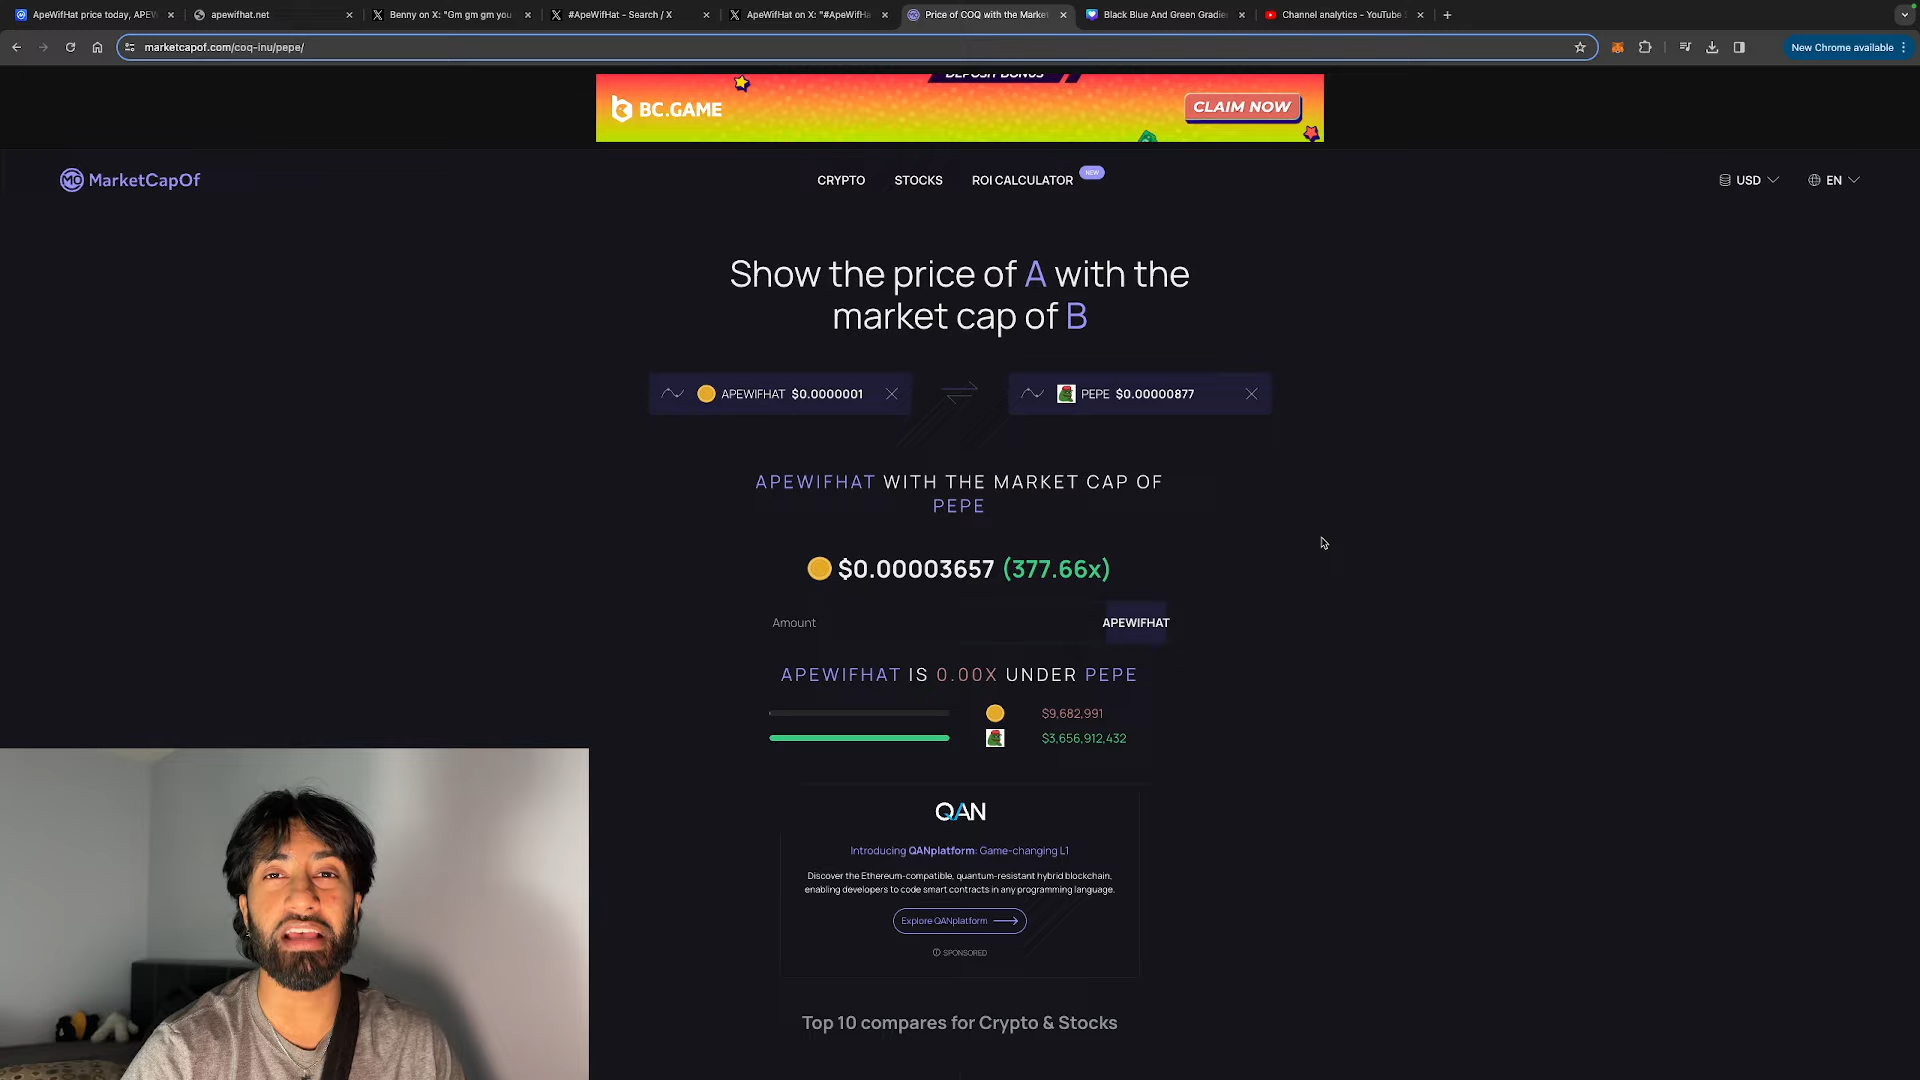 ApeWifHat price today, APEW
apewifhat.net
Benny on X: "Gm gm gm you
#ApeWifHat - Search / X
ApeWifHat on X: "#ApeWifHa
Price of COQ with the Market
Black Blue And Green Gradie
Channel analytics - YouTube S
marketcapof.com/coq-inu/pepe/
New Chrome available
DEPOSIT BONUS
BC.GAME
CLAIM NOW
MarketCapOf
CRYPTO
STOCKS
ROI CALCULATOR
NEW
USD
EN
Show the price of A with the
market cap of B
APEWIFHAT $0.0000001
PEPE $0.00000877
APEWIFHAT WITH THE MARKET CAP OF
PEPE
$0.00003657 (377.66x)
Amount
APEWIFHAT
APEWIFHAT IS 0.00X UNDER PEPE
$9,682,991
$3,656,912,432
QAN
Introducing QANplatform: Game-changing L1
Discover the Ethereum-compatible, quantum-resistant hybrid blockchain,
enabling developers to code smart contracts in any programming language.
Explore QANplatform
SPONSORED
Top 10 compares for Crypto & Stocks